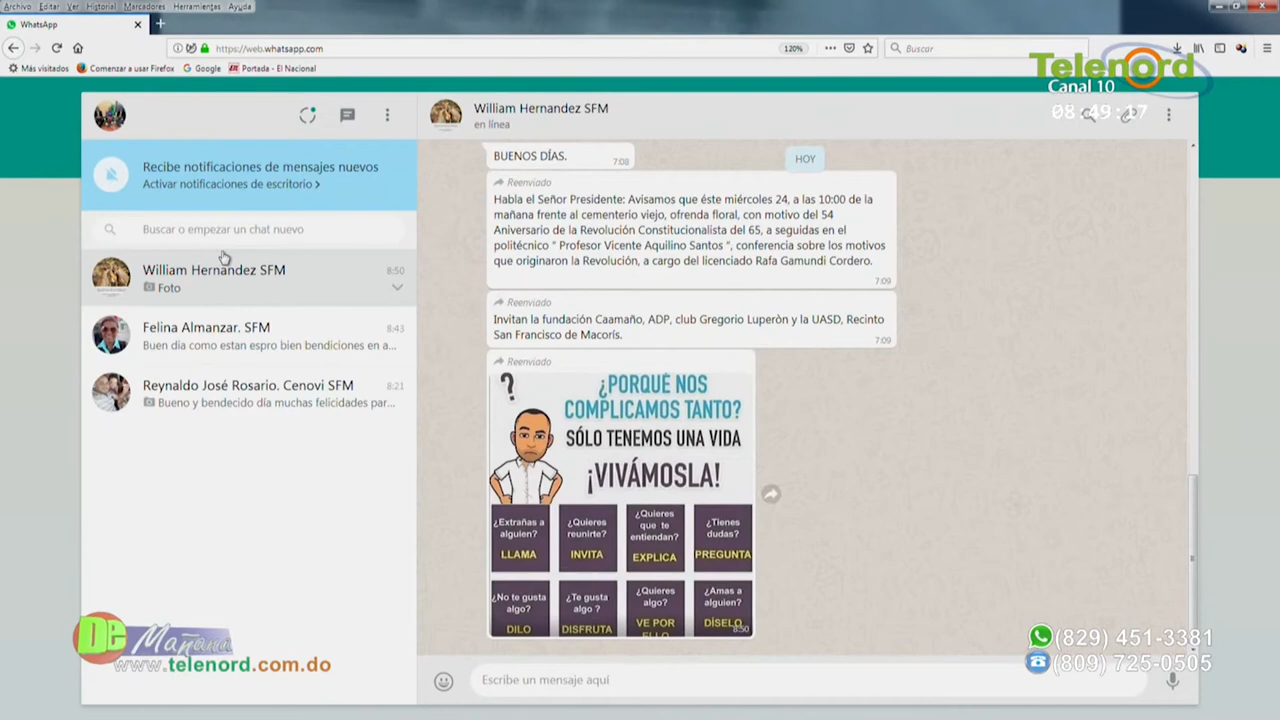 Archivo Editar Ver Historial Marcadores Herramientas Ayuda
WhatsApp
https://web.whatsapp.com
120%
Buscar
Más visitados
Comenzar a usar Firefox
Google
Portada - El Nacional
Telenord
Canal 10
08:49:17
William Hernandez SFM
en línea
Recibe notificaciones de mensajes nuevos
Activar notificaciones de escritorio >
Buscar o empezar un chat nuevo
William Hernandez SFM 8:50
Foto
Felina Almanzar. SFM 8:43
Buen dia como estan espro bien bendiciones en a...
Reynaldo José Rosario. Cenovi SFM 8:21
Bueno y bendecido día muchas felicidades par...
BUENOS DÍAS. 7:08
HOY
Reenviado
Habla el Señor Presidente: Avisamos que éste miércoles 24, a las 10:00 de la
mañana frente al cementerio viejo, ofrenda floral, con motivo del 54
Aniversario de la Revolución Constitucionalista del 65, a seguidas en el
politécnico " Profesor Vicente Aquilino Santos ", conferencia sobre los motivos
que originaron la Revolución, a cargo del licenciado Rafa Gamundi Cordero.
7:09
Reenviado
Invitan la fundación Caamaño, ADP, club Gregorio Luperòn y la UASD, Recinto
San Francisco de Macorís.
7:09
Reenviado
?
¿PORQUÉ NOS
COMPLICAMOS TANTO?
SÓLO TENEMOS UNA VIDA
¡VIVÁMOSLA!
¿Extrañas a
alguien?
LLAMA
¿Quieres
reunirte?
INVITA
¿Quieres
que te
entiendan?
EXPLICA
¿Tienes
dudas?
PREGUNTA
¿No te gusta
algo?
DILO
¿Te gusta
algo ?
DISFRUTA
¿Quieres
algo?
VE POR
ELLO
¿Amas a
alguien?
DÍSELO
8:50
Escribe un mensaje aquí
De Mañana
www.telenord.com.do
(829) 451-3381
(809) 725-0505